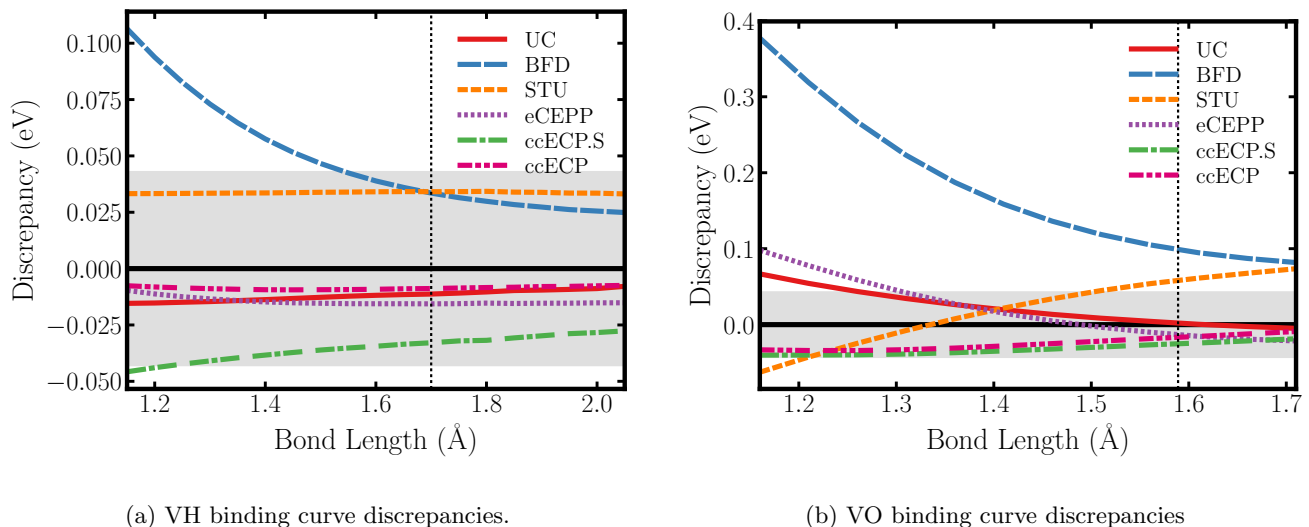 0.100
0.075
0.050
0.025
0.000
−0.025
−0.050
Discrepancy (eV)
UC
BFD
STU
eCEPP
ccECP.S
ccECP
1.2 1.4 1.6 1.8 2.0
Bond Length (Å)
(a) VH binding curve discrepancies.
0.4
0.3
0.2
0.1
0.0
Discrepancy (eV)
UC
BFD
STU
eCEPP
ccECP.S
ccECP
1.2 1.3 1.4 1.5 1.6 1.7
Bond Length (Å)
(b) VO binding curve discrepancies